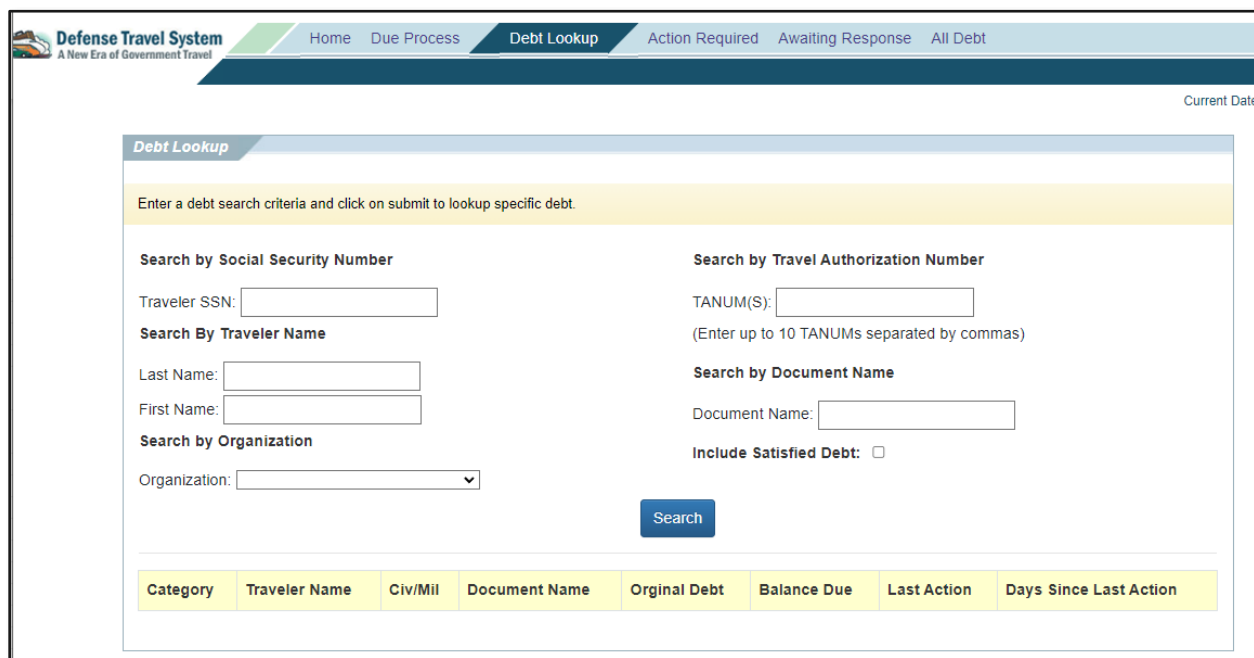 Defense Travel System
A New Era of Government Travel
Home Due Process Debt Lookup Action Required Awaiting Response All Debt
Current Date
Debt Lookup
Enter a debt search criteria and click on submit to lookup specific debt.
Search by Social Security Number
Traveler SSN:
Search By Traveler Name
Last Name:
First Name:
Search by Organization
Organization:
Search by Travel Authorization Number
TANUM(S):
(Enter up to 10 TANUMs separated by commas)
Search by Document Name
Document Name:
Include Satisfied Debt:
Search
Category Traveler Name Civ/Mil Document Name Orginal Debt Balance Due Last Action Days Since Last Action